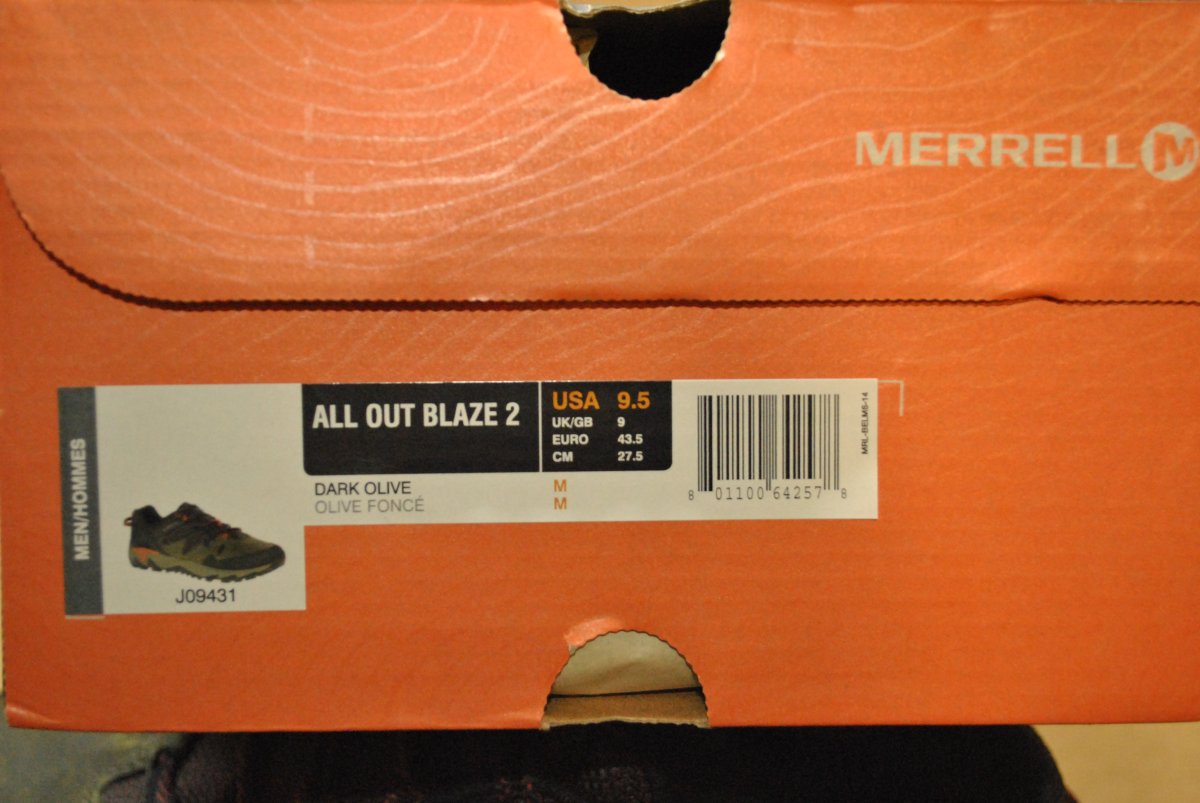 MERRELL M
MEN/HOMMES
J09431
ALL OUT BLAZE 2
DARK OLIVE
OLIVE FONCÉ
USA 9.5
UK/GB 9
EURO 43.5
CM 27.5
M
M
8 01100 64257 8
MRL-BELMS-14